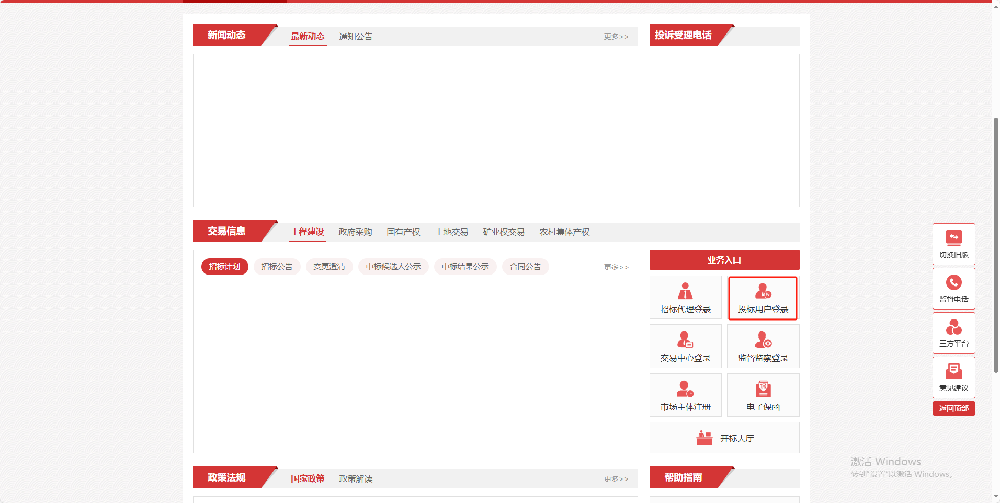 新闻动态
最新动态 通知公告 更多>>
投诉受理电话
交易信息
工程建设 政府采购 国有产权 土地交易 矿业权交易 农村集体产权
招标计划 招标公告 变更澄清 中标候选人公示 中标结果公示 合同公告 更多>>
业务入口
招标代理登录
投
投标用户登录
交易中心登录
监督监察登录
市场主体注册
保
电子保函
开标大厅
政策法规
国家政策 政策解读 更多>>
帮助指南
切换旧版
监督电话
三方平台
意见建议
返回顶部
激活 Windows
转到"设置"以激活 Windows。